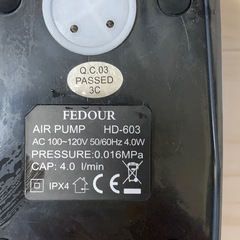 Q.C.03
PASSED
3C
FEDOUR
AIR PUMP HD-603
AC 100~120V 50/60Hz 4.0W
PRESSURE:0.016MPa
CAP: 4.0 l/min
IPX4